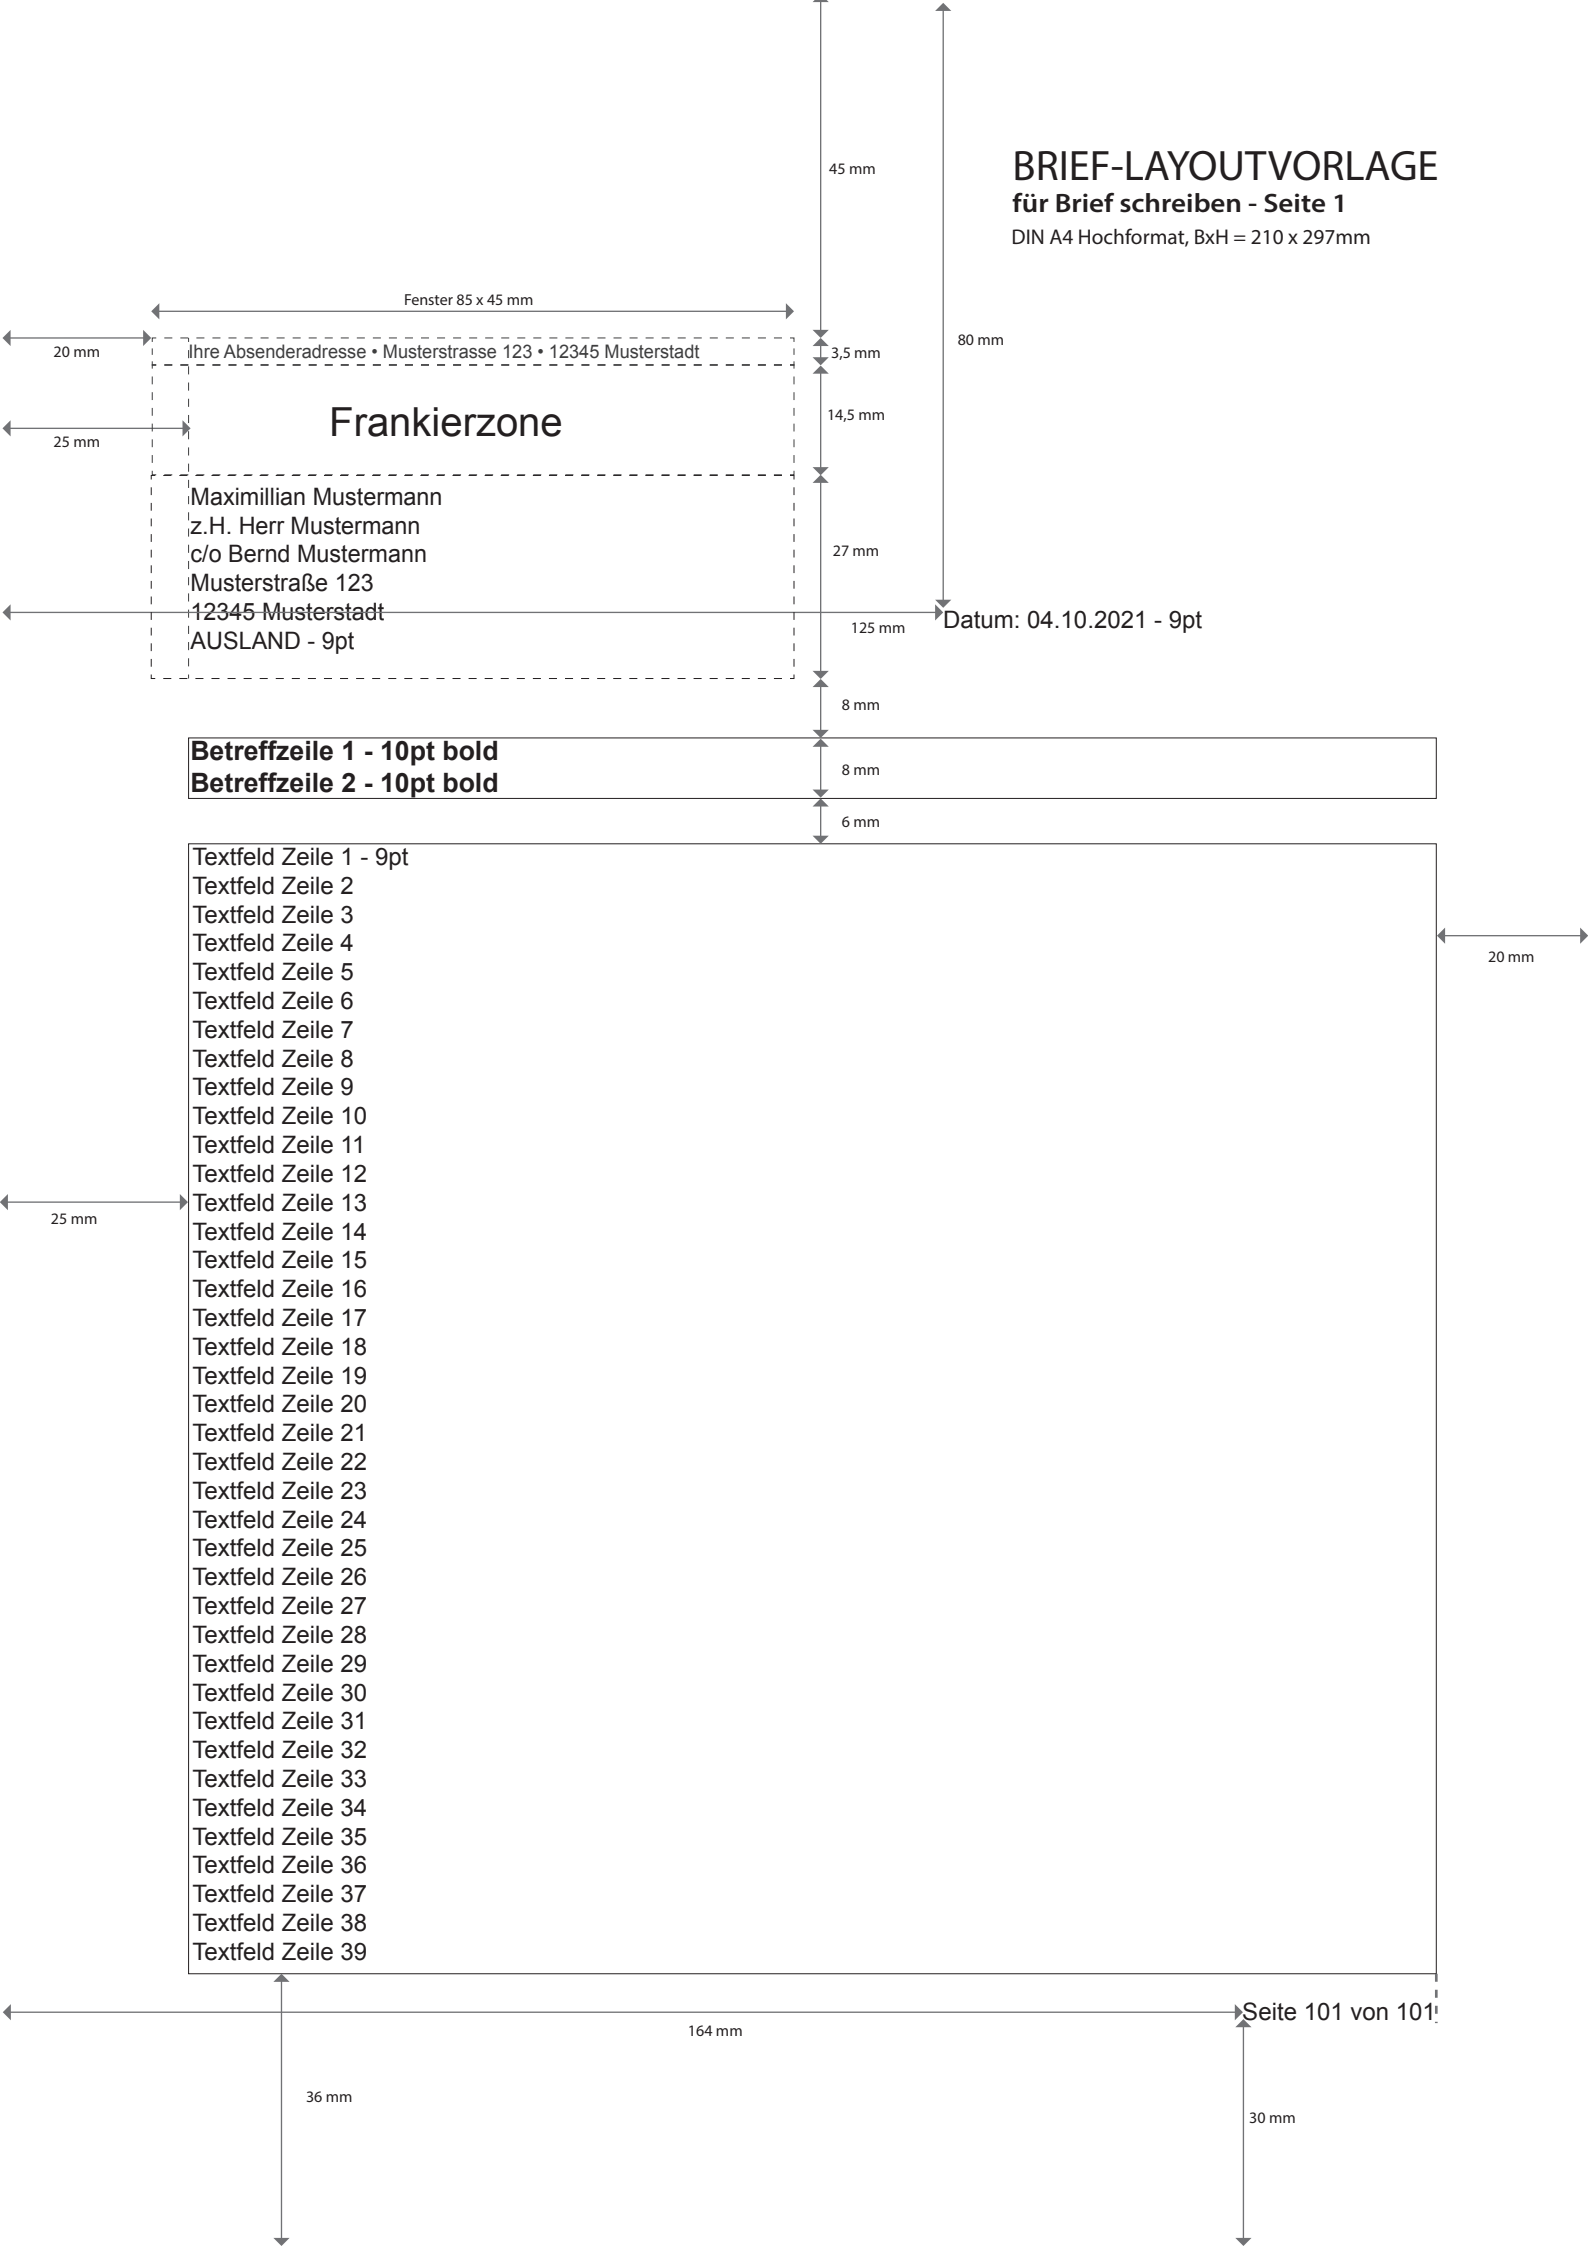 45 mm
BRIEF-LAYOUTVORLAGE
für Brief schreiben - Seite 1
DIN A4 Hochformat, BxH = 210 x 297mm
Fenster 85 x 45 mm
20 mm
Ihre Absenderadresse • Musterstrasse 123 • 12345 Musterstadt
3,5 mm
80 mm
Frankierzone
14,5 mm
25 mm
Maximillian Mustermann
z.H. Herr Mustermann
c/o Bernd Mustermann
27 mm
Musterstraße 123
12345 Musterstadt
125 mm
Datum: 04.10.2021 - 9pt
AUSLAND - 9pt
8 mm
Betreffzeile 1 - 10pt bold
8 mm
Betreffzeile 2 - 10pt bold
6 mm
Textfeld Zeile 1 - 9pt
Textfeld Zeile 2
Textfeld Zeile 3
Textfeld Zeile 4
20 mm
Textfeld Zeile 5
Textfeld Zeile 6
Textfeld Zeile 7
Textfeld Zeile 8
Textfeld Zeile 9
Textfeld Zeile 10
Textfeld Zeile 11
Textfeld Zeile 12
Textfeld Zeile 13
25 mm
Textfeld Zeile 14
Textfeld Zeile 15
Textfeld Zeile 16
Textfeld Zeile 17
Textfeld Zeile 18
Textfeld Zeile 19
Textfeld Zeile 20
Textfeld Zeile 21
Textfeld Zeile 22
Textfeld Zeile 23
Textfeld Zeile 24
Textfeld Zeile 25
Textfeld Zeile 26
Textfeld Zeile 27
Textfeld Zeile 28
Textfeld Zeile 29
Textfeld Zeile 30
Textfeld Zeile 31
Textfeld Zeile 32
Textfeld Zeile 33
Textfeld Zeile 34
Textfeld Zeile 35
Textfeld Zeile 36
Textfeld Zeile 37
Textfeld Zeile 38
Textfeld Zeile 39
Seite 101 von 101
164 mm
36 mm
30 mm